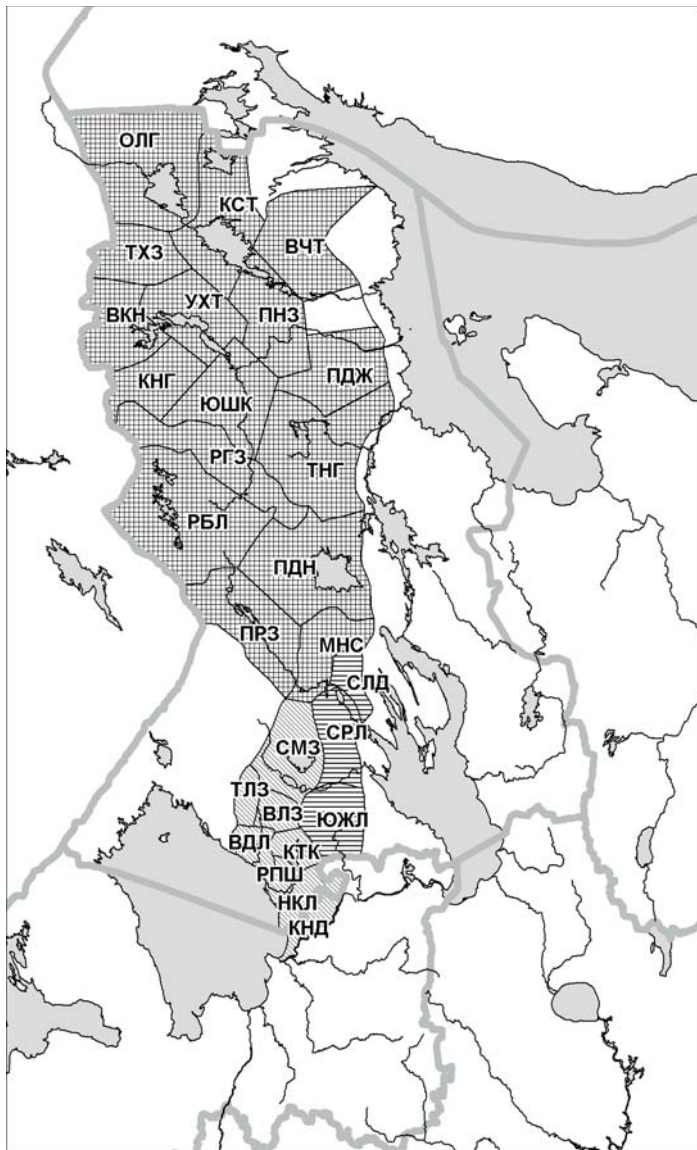 ОЛГ
КСТ
ВЧТ
ТХЗ
УХТ
ВКН
ПНЗ
КНГ
ПДЖ
ЮШК
РГЗ
ТНГ
РБЛ
ПДН
ПРЗ
МНС
СЛД
СРЛ
СМЗ
ТЛЗ
ВЛЗ
ЮЖЛ
ВДЛ
КТК
РПШ
НКЛ
КНД